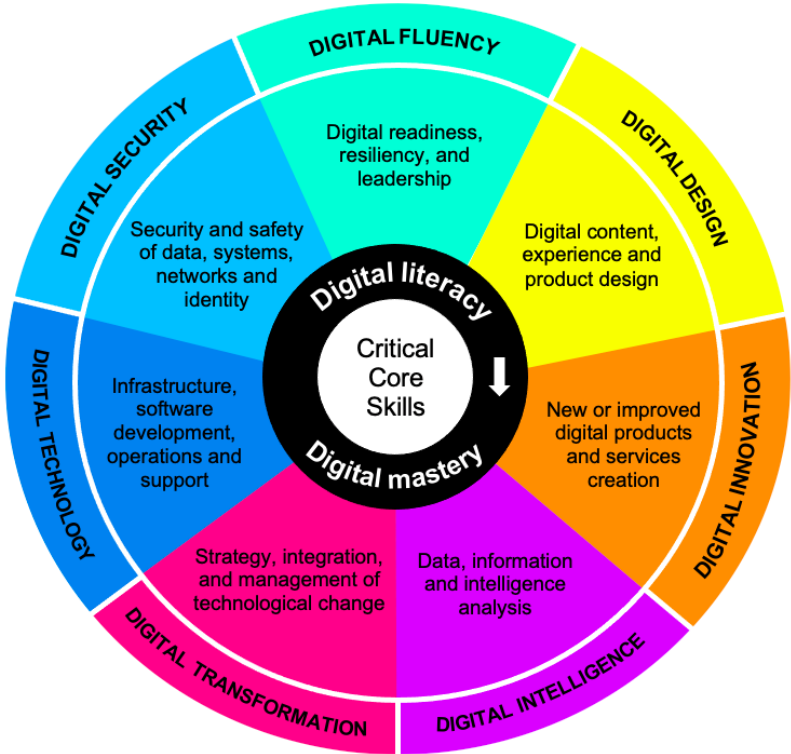 DIGITAL FLUENCY
Digital readiness,
resiliency, and
leadership
DIGITAL DESIGN
Digital content,
experience and
product design
DIGITAL INNOVATION
New or improved
digital products
and services
creation
DIGITAL INTELLIGENCE
Data, information
and intelligence
analysis
DIGITAL TRANSFORMATION
Strategy, integration,
and management of
technological change
DIGITAL TECHNOLOGY
Infrastructure,
software
development,
operations and
support
DIGITAL SECURITY
Security and safety
of data, systems,
networks and
identity
Digital literacy
Critical
Core
Skills
Digital mastery